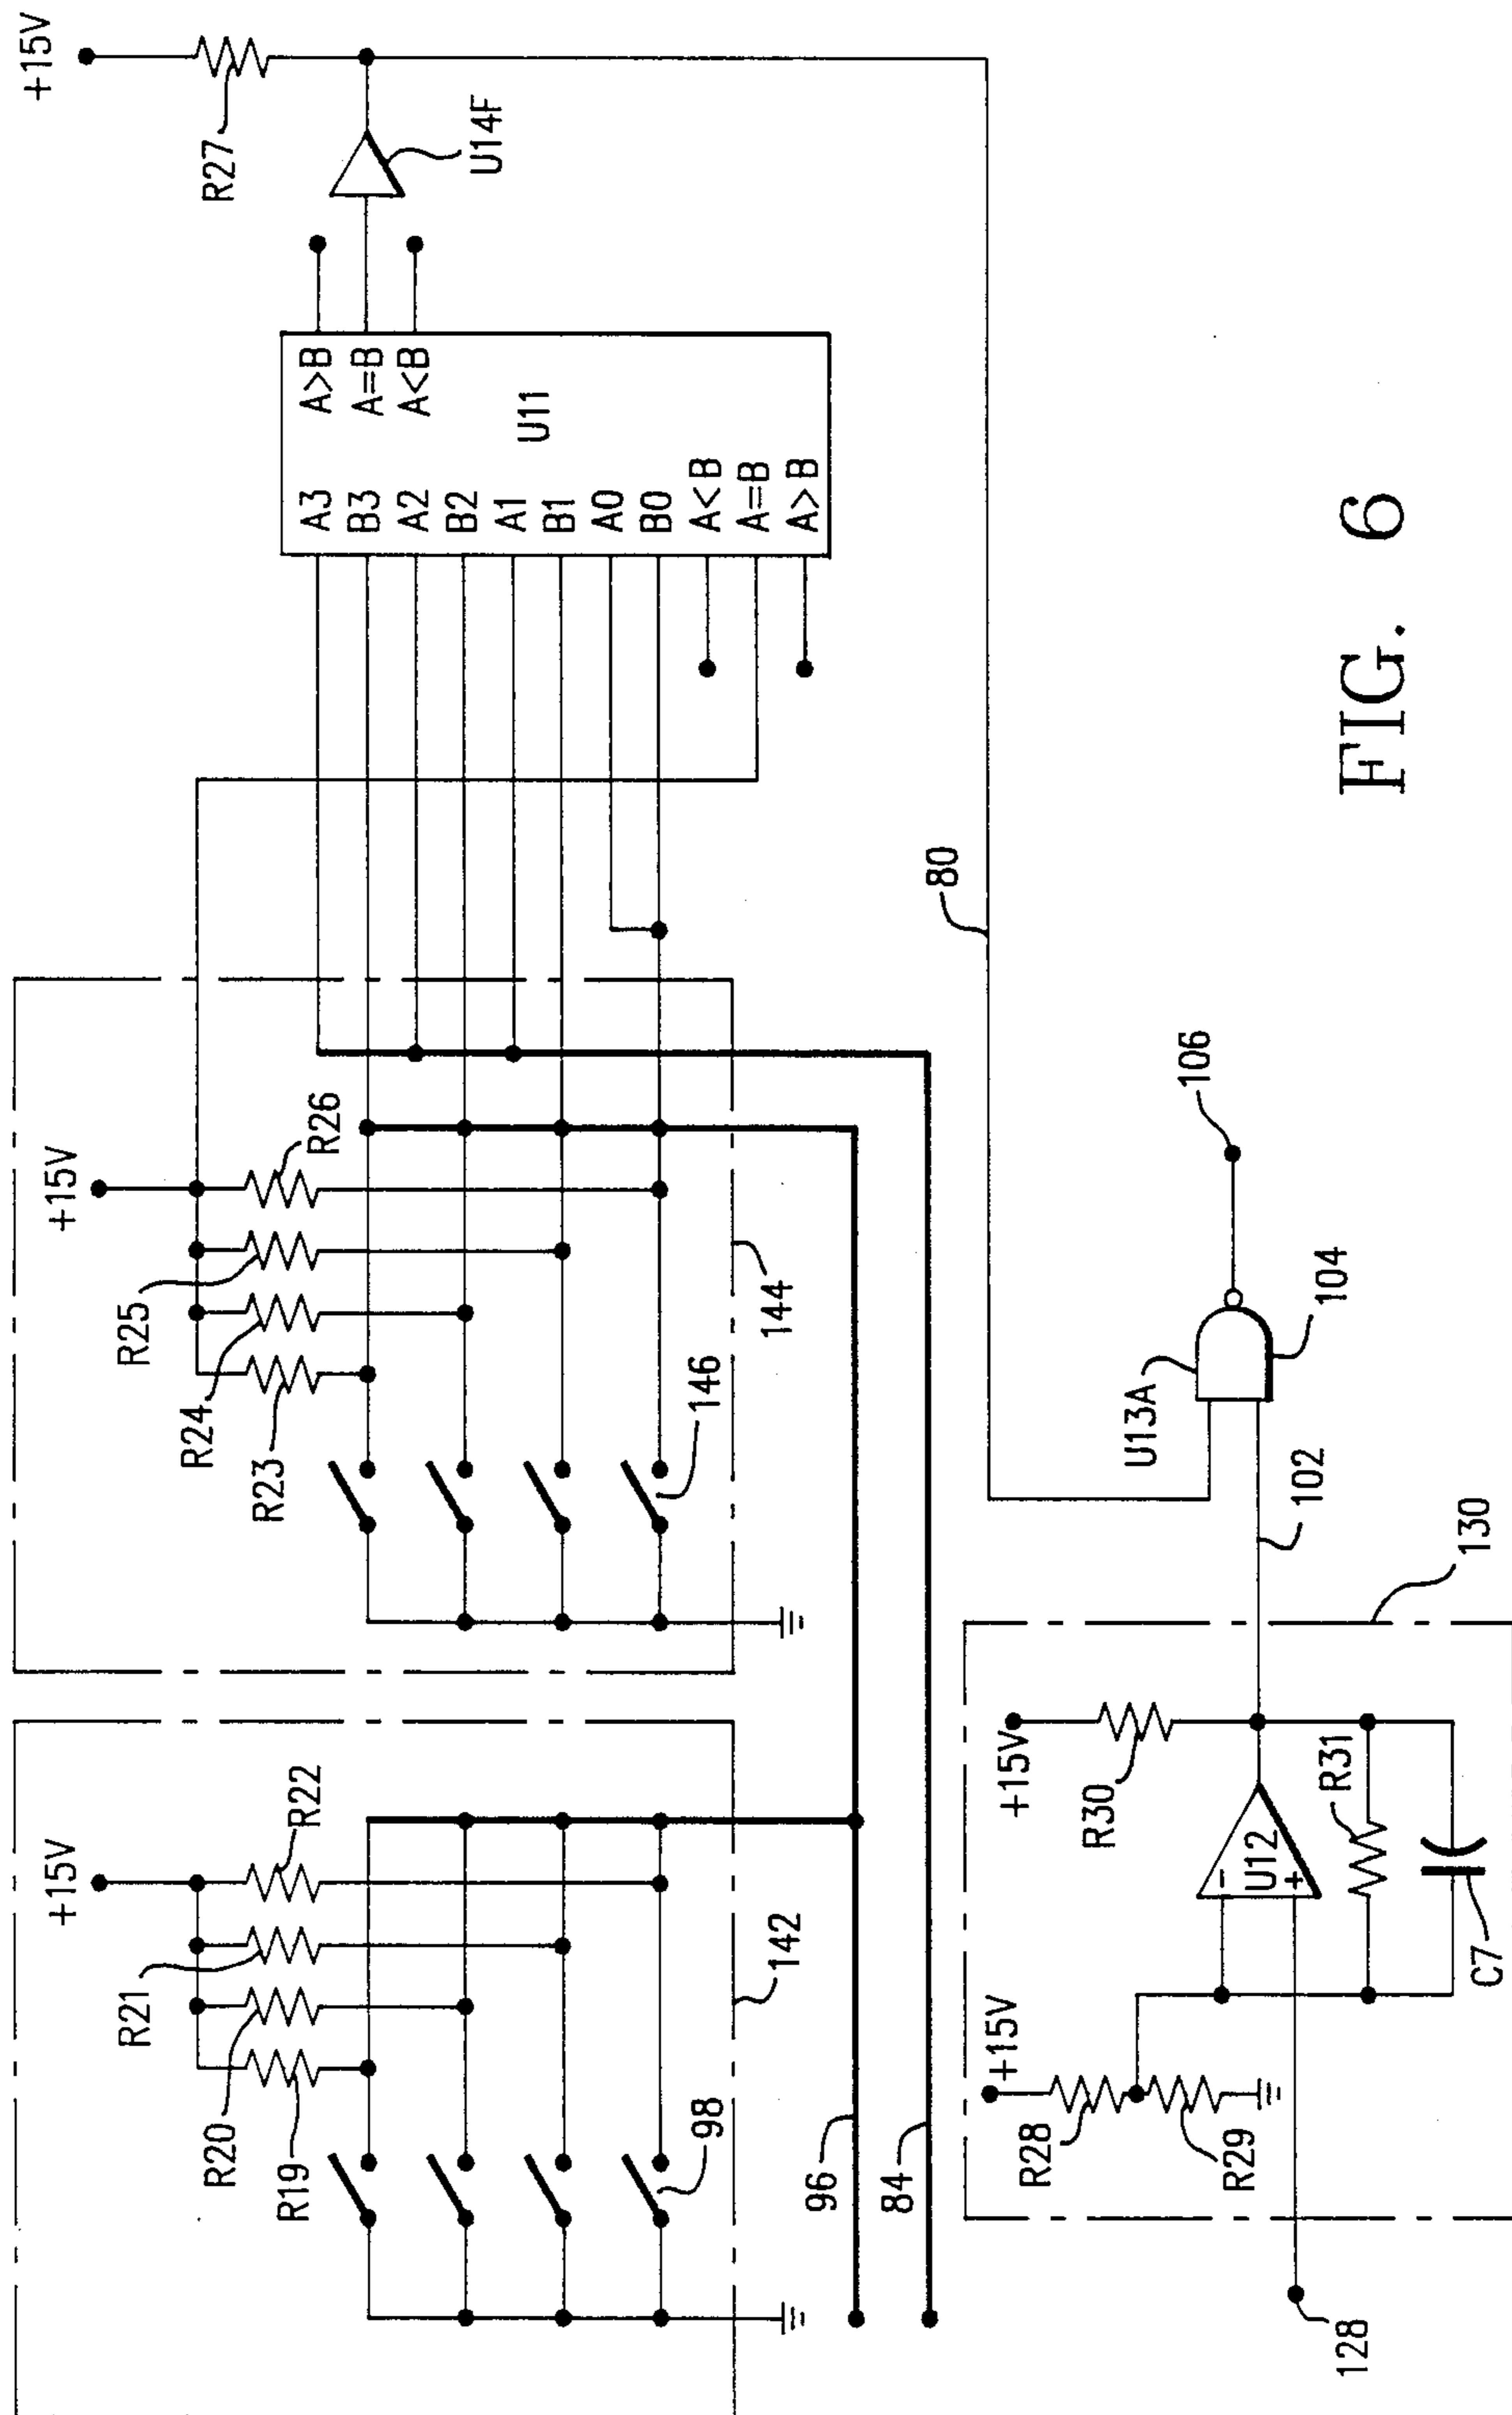 +15V
R22
R21
R20
R19
98
142
+15V
R26
R25
R24
R23
146
144
A3
B3
A2
B2
A1
B1
A0
B0
A<B
A=B
A>B
A>B
A=B
A<B
U11
U14F
+15V
R27
96
84
80
+15V
R28
R29
128
+15V
R30
U12
-
+
R31
C7
130
102
U13A
104
106
FIG. 6